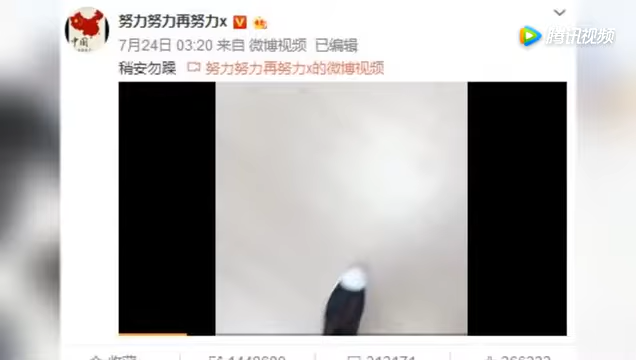 努力努力再努力x
7月24日 03:20 来自 微博视频 已编辑
腾讯视频
稍安勿躁 努力努力再努力x的微博视频
中国